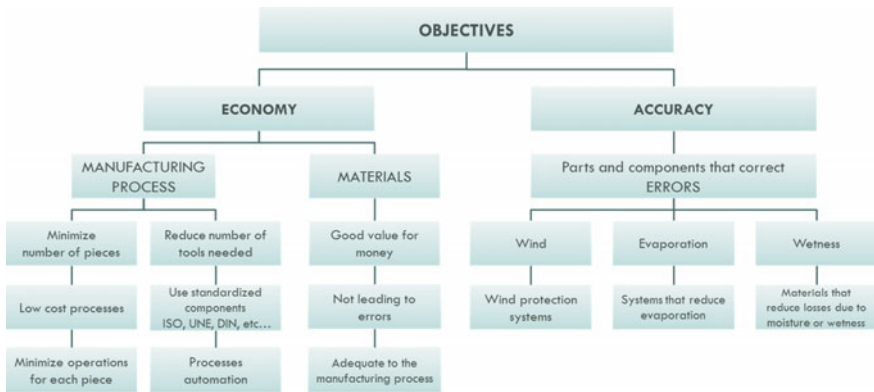 OBJECTIVES
ECONOMY
ACCURACY
MANUFACTURING
PROCESS
MATERIALS
Parts and components that correct
ERRORS
Minimize
number of pieces
Reduce number of
tools needed
Good value for
money
Wind
Evaporation
Wetness
Low cost processes
Use standardized
components
ISO, UNE, DIN, etc...
Not leading to
errors
Wind protection
systems
Systems that reduce
evaporation
Materials that
reduce losses due to
moisture or wetness
Minimize operations
for each piece
Processes
automation
Adequate to the
manufacturing process